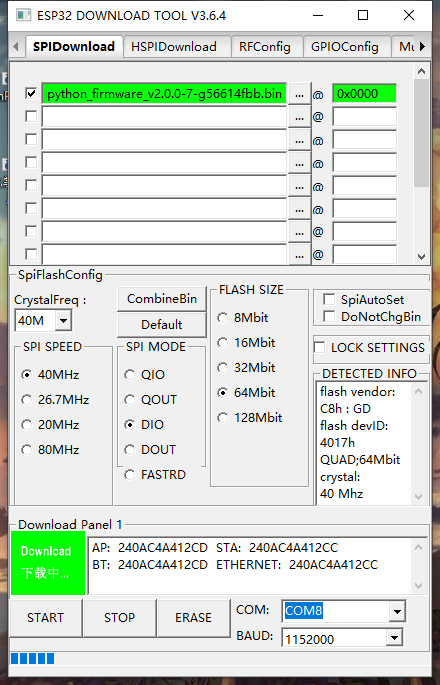 ESP32 DOWNLOAD TOOL V3.6.4
SPIDownload HSPIDownload RFConfig GPIOConfig Mu
python_firmware_v2.0.0-7-g56614fbb.bin ... @ 0x0000
... @
... @
... @
... @
... @
... @
SpiFlashConfig
CrystalFreq :
40M
CombineBin
Default
SPI SPEED
40MHz
26.7MHz
20MHz
80MHz
SPI MODE
QIO
QOUT
DIO
DOUT
FASTRD
FLASH SIZE
8Mbit
16Mbit
32Mbit
64Mbit
128Mbit
SpiAutoSet
DoNotChgBin
LOCK SETTINGS
DETECTED INFO
flash vendor:
C8h : GD
flash devID:
4017h
QUAD;64Mbit
crystal:
40 Mhz
Download Panel 1
Download
下载中...
AP: 240AC4A412CD STA: 240AC4A412CC
BT: 240AC4A412CD ETHERNET: 240AC4A412CC
START STOP ERASE
COM: COM8
BAUD: 1152000